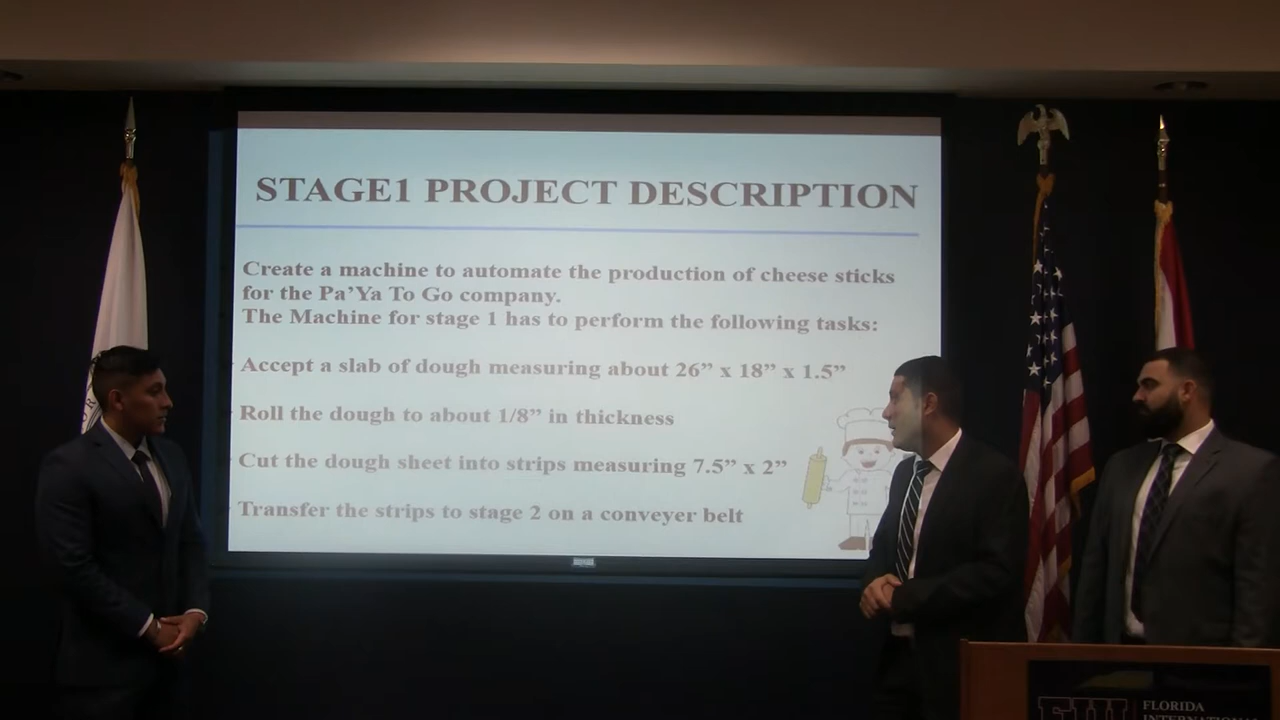 STAGE1 PROJECT DESCRIPTION
Create a machine to automate the production of cheese sticks
for the Pa’Ya To Go company.
The Machine for stage 1 has to perform the following tasks:
Accept a slab of dough measuring about 26” x 18” x 1.5”
Roll the dough to about 1/8” in thickness
Cut the dough sheet into strips measuring 7.5” x 2”
Transfer the strips to stage 2 on a conveyer belt
FIU
FLORIDA
INTERNATIONAL